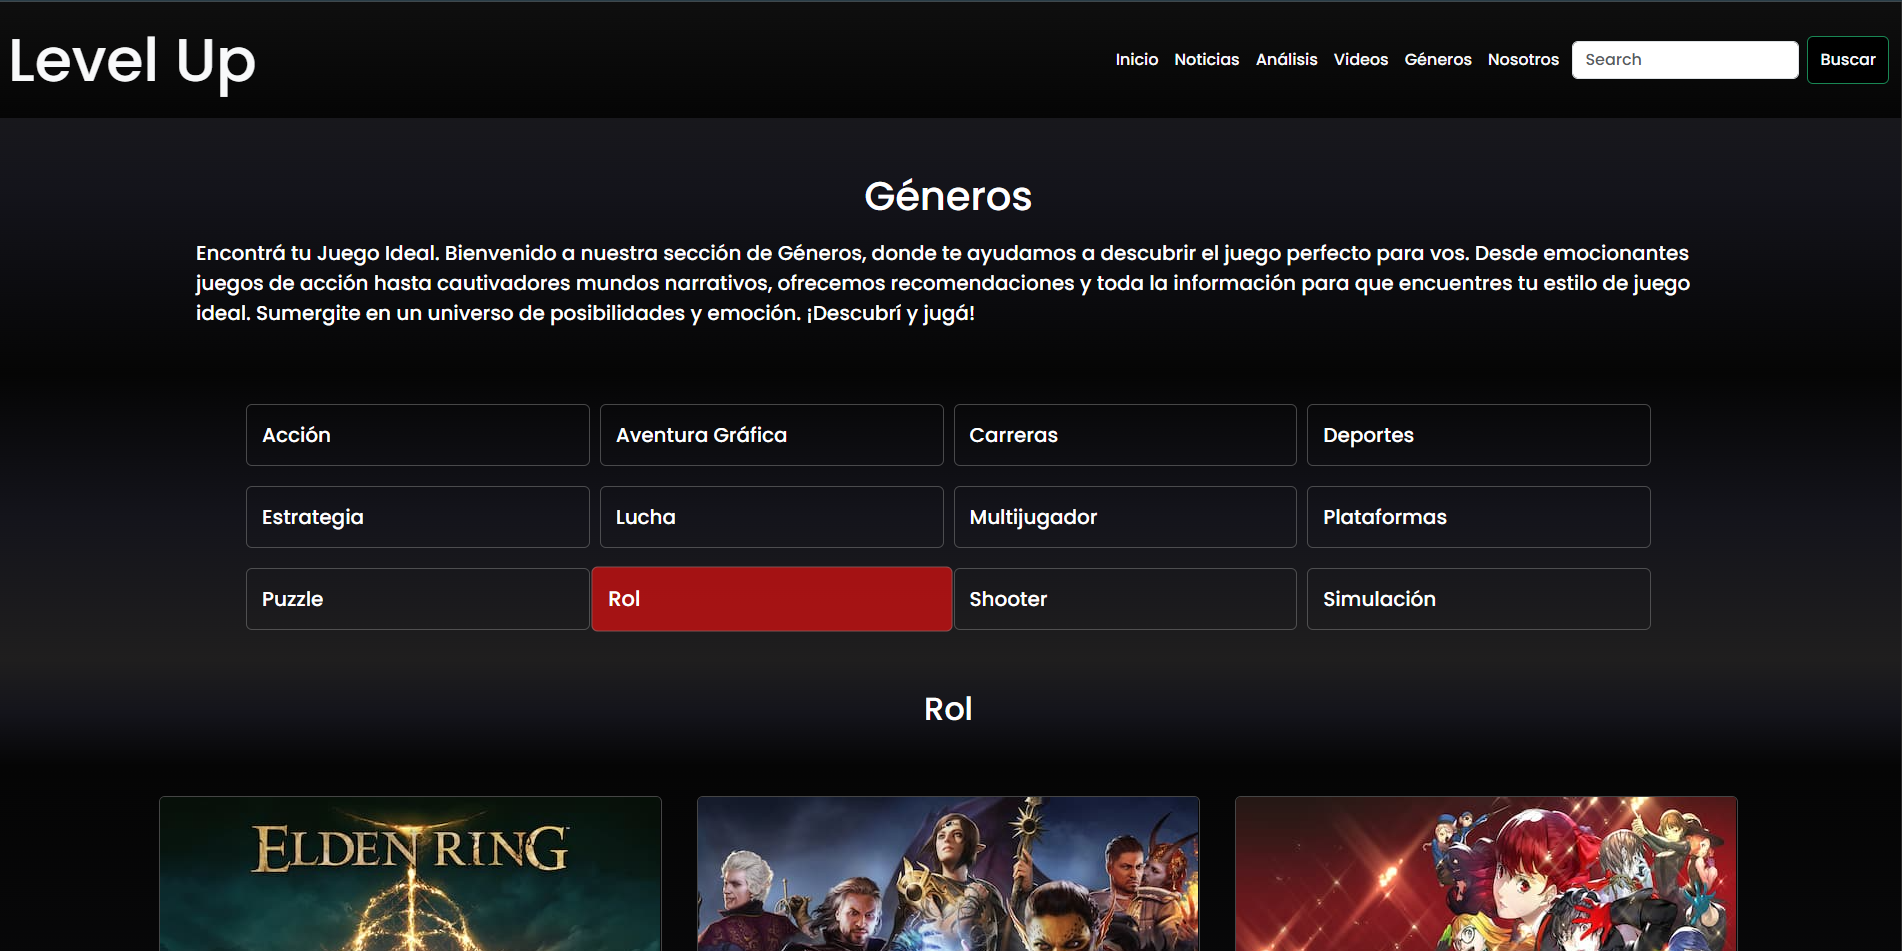 Level Up
Inicio Noticias Análisis Videos Géneros Nosotros Search Buscar
Géneros
Encontrá tu Juego Ideal. Bienvenido a nuestra sección de Géneros, donde te ayudamos a descubrir el juego perfecto para vos. Desde emocionantes
juegos de acción hasta cautivadores mundos narrativos, ofrecemos recomendaciones y toda la información para que encuentres tu estilo de juego
ideal. Sumergite en un universo de posibilidades y emoción. ¡Descubrí y jugá!
Acción Aventura Gráfica Carreras Deportes
Estrategia Lucha Multijugador Plataformas
Puzzle Rol Shooter Simulación
Rol
ELDEN RING